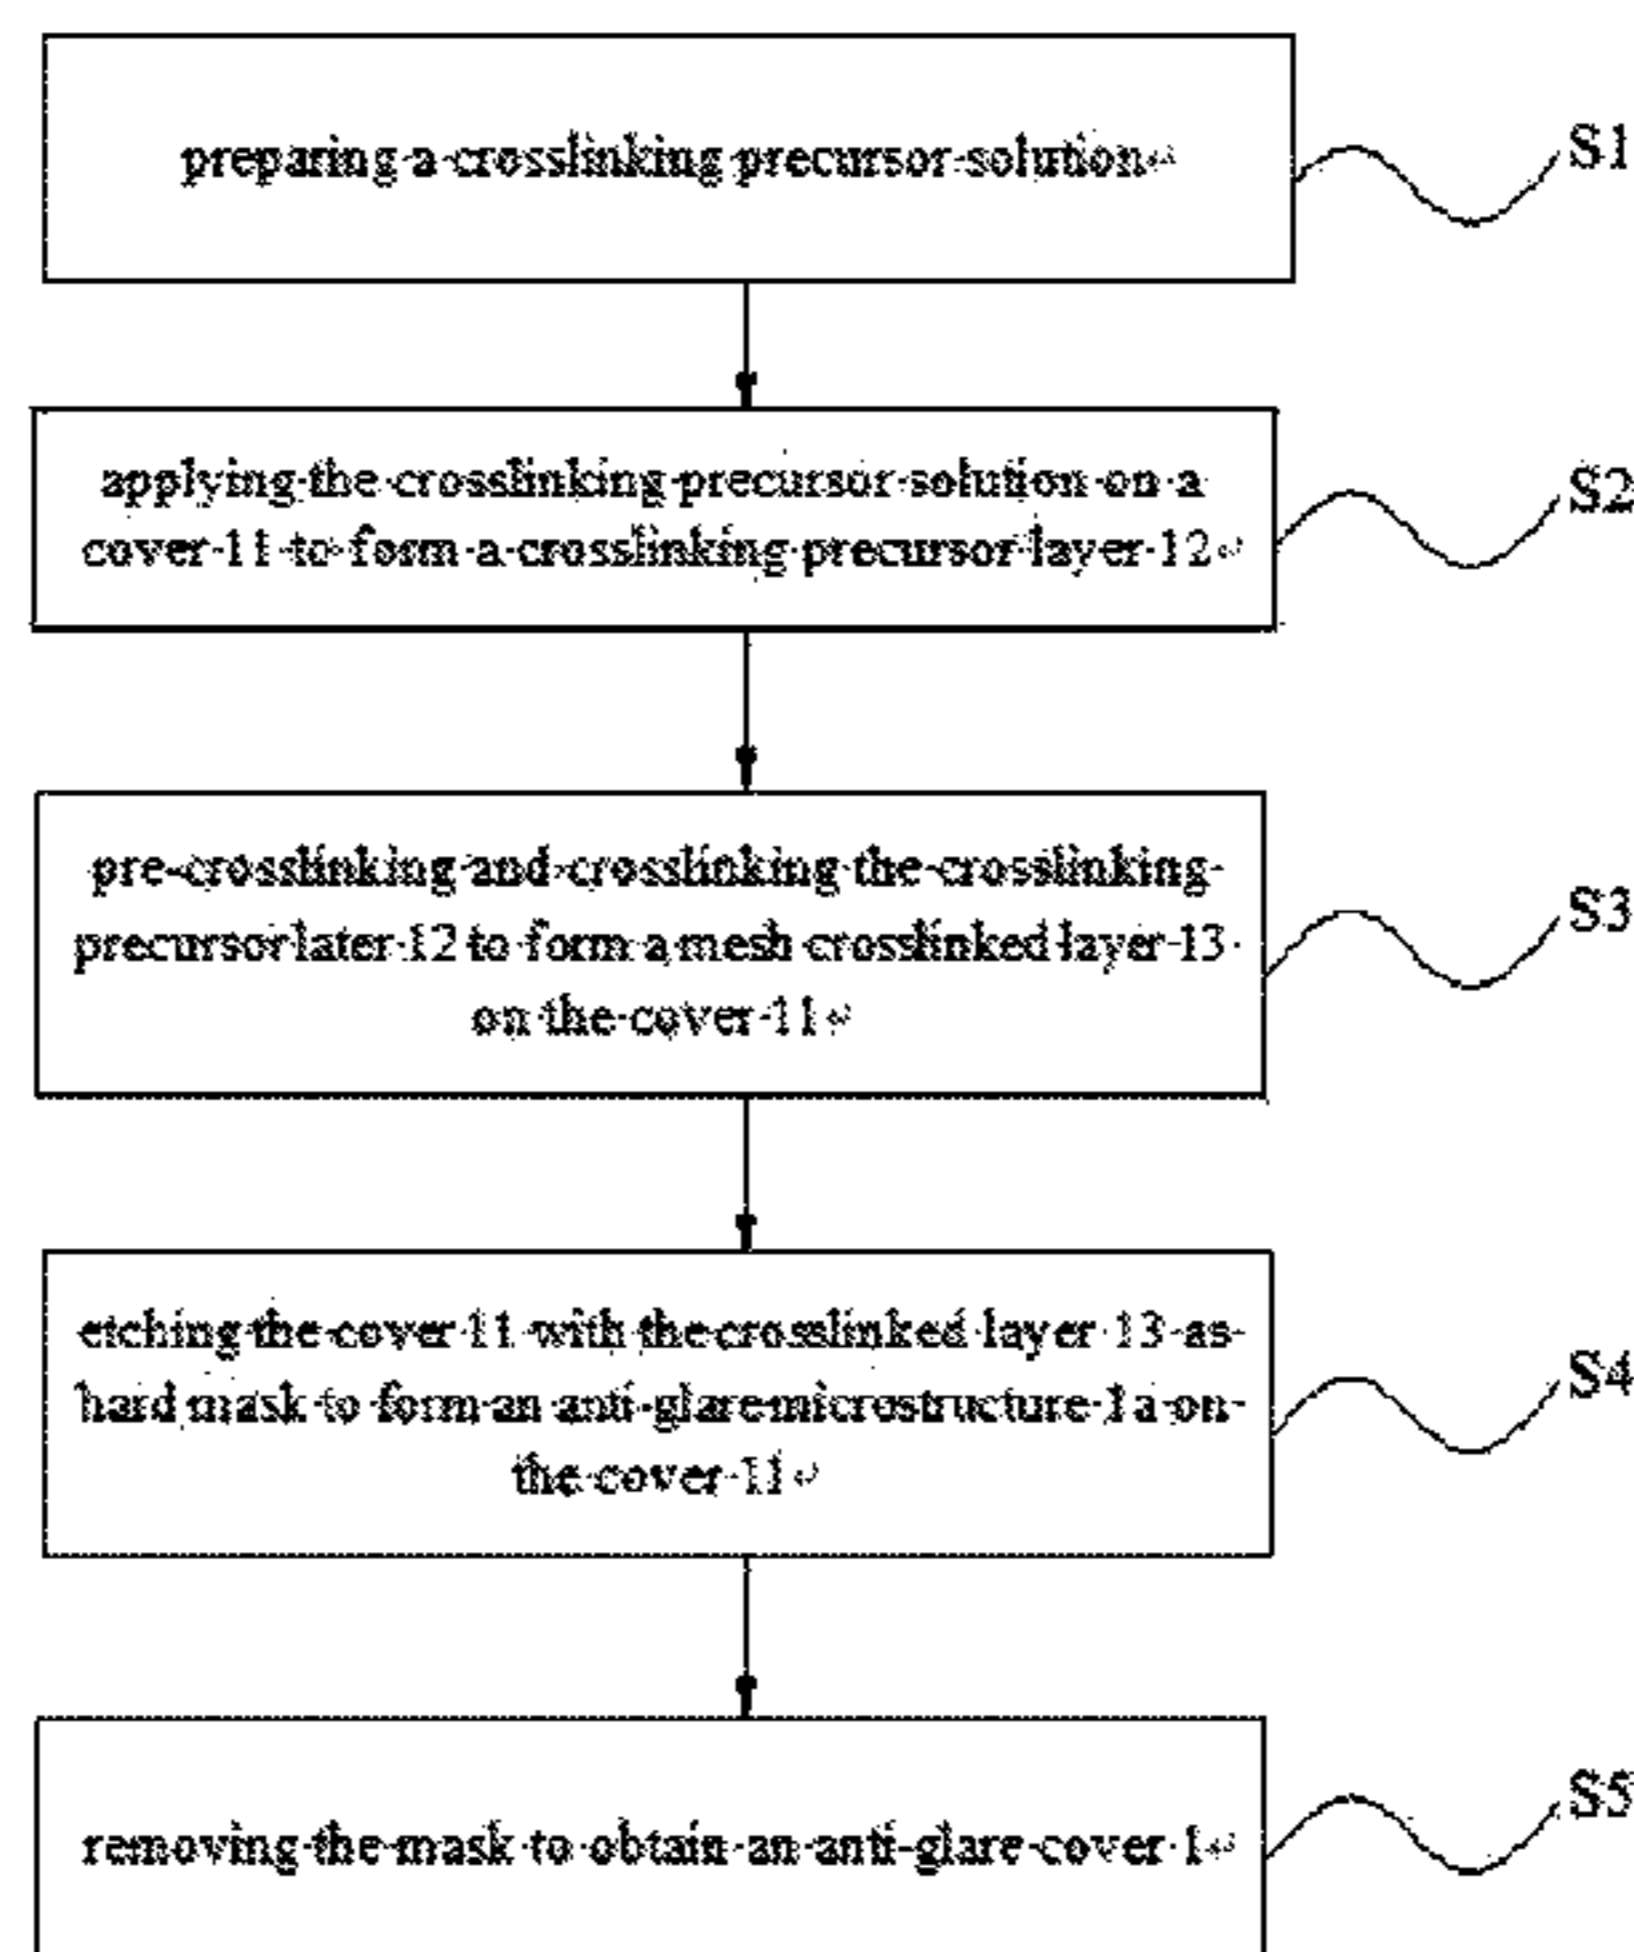 preparing a crosslinking precursor solution
S1
applying the crosslinking precursor solution on a
cover 11 to form a crosslinking precursor layer 12
S2
pre-crosslinking and crosslinking the crosslinking
precursor later 12 to form a mesh crosslinked layer 13
on the cover 11
S3
etching the cover 11 with the crosslinked layer 13 as
hard mask to form an anti-glare microstructure 1a on
the cover 11
S4
removing the mask to obtain an anti-glare cover 1
S5